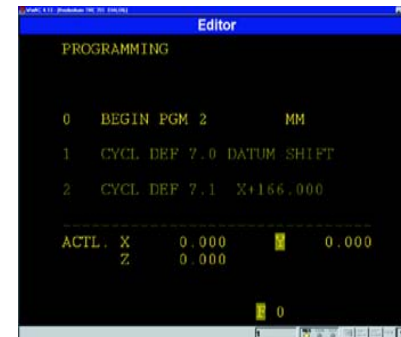 Editor
PROGRAMMING
0 BEGIN PGM 2 MM
1 CYCL DEF 7.0 DATUM SHIFT
2 CYCL DEF 7.1 X+166.000
ACTL. X 0.000 Y 0.000
Z 0.000
F 0